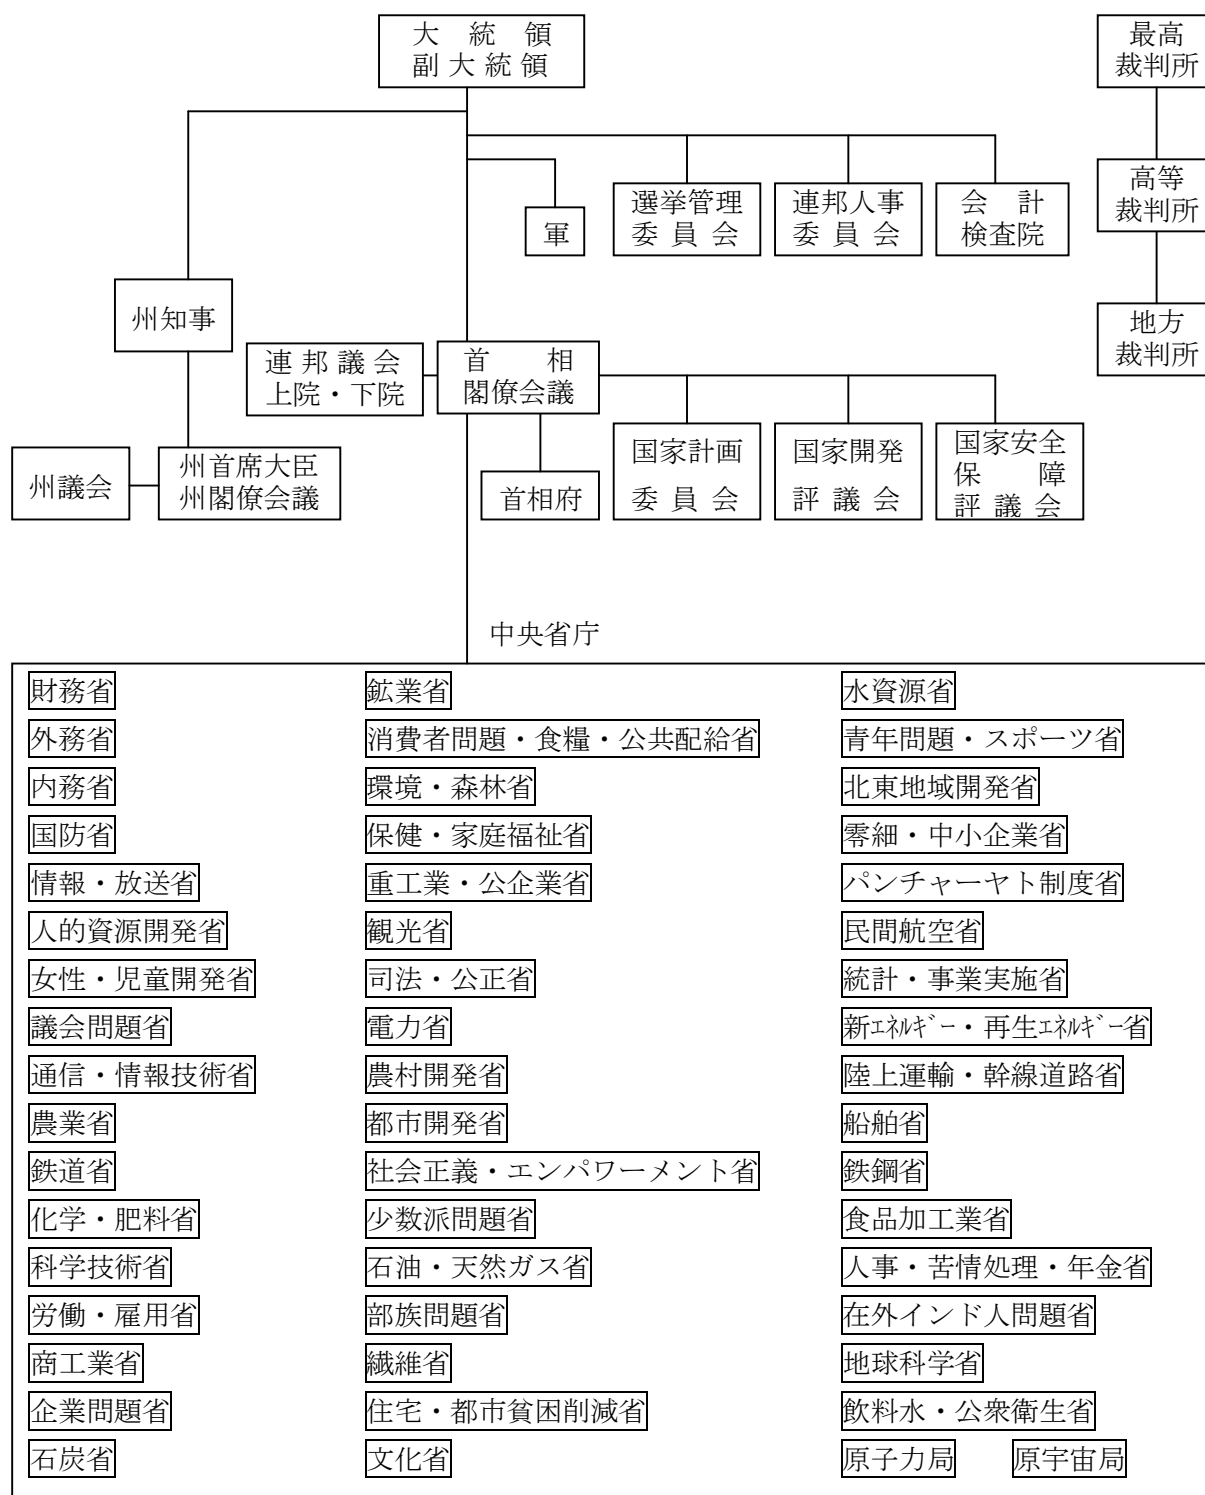 大統領
副大統領
最高
裁判所
選挙管理
委員会
連邦人事
委員会
会計
検査院
軍
高等
裁判所
州知事
地方
裁判所
連邦議会
上院・下院
首相
閣僚会議
州議会
州首席大臣
州閣僚会議
首相府
国家計画
委員会
国家開発
評議会
国家安全
保障
評議会
中央省庁
財務省
外務省
内務省
国防省
情報・放送省
人的資源開発省
女性・児童開発省
議会問題省
通信・情報技術省
農業省
鉄道省
化学・肥料省
科学技術省
労働・雇用省
商工業省
企業問題省
石炭省
鉱業省
消費者問題・食糧・公共配給省
環境・森林省
保健・家庭福祉省
重工業・公企業省
観光省
司法・公正省
電力省
農村開発省
都市開発省
社会正義・エンパワーメント省
少数派問題省
石油・天然ガス省
部族問題省
繊維省
住宅・都市貧困削減省
文化省
水資源省
青年問題・スポーツ省
北東地域開発省
零細・中小企業省
パンチャーヤト制度省
民間航空省
統計・事業実施省
新ｴﾈﾙｷﾞｰ・再生ｴﾈﾙｷﾞｰ省
陸上運輸・幹線道路省
船舶省
鉄鋼省
食品加工業省
人事・苦情処理・年金省
在外インド人問題省
地球科学省
飲料水・公衆衛生省
原子力局 原宇宙局